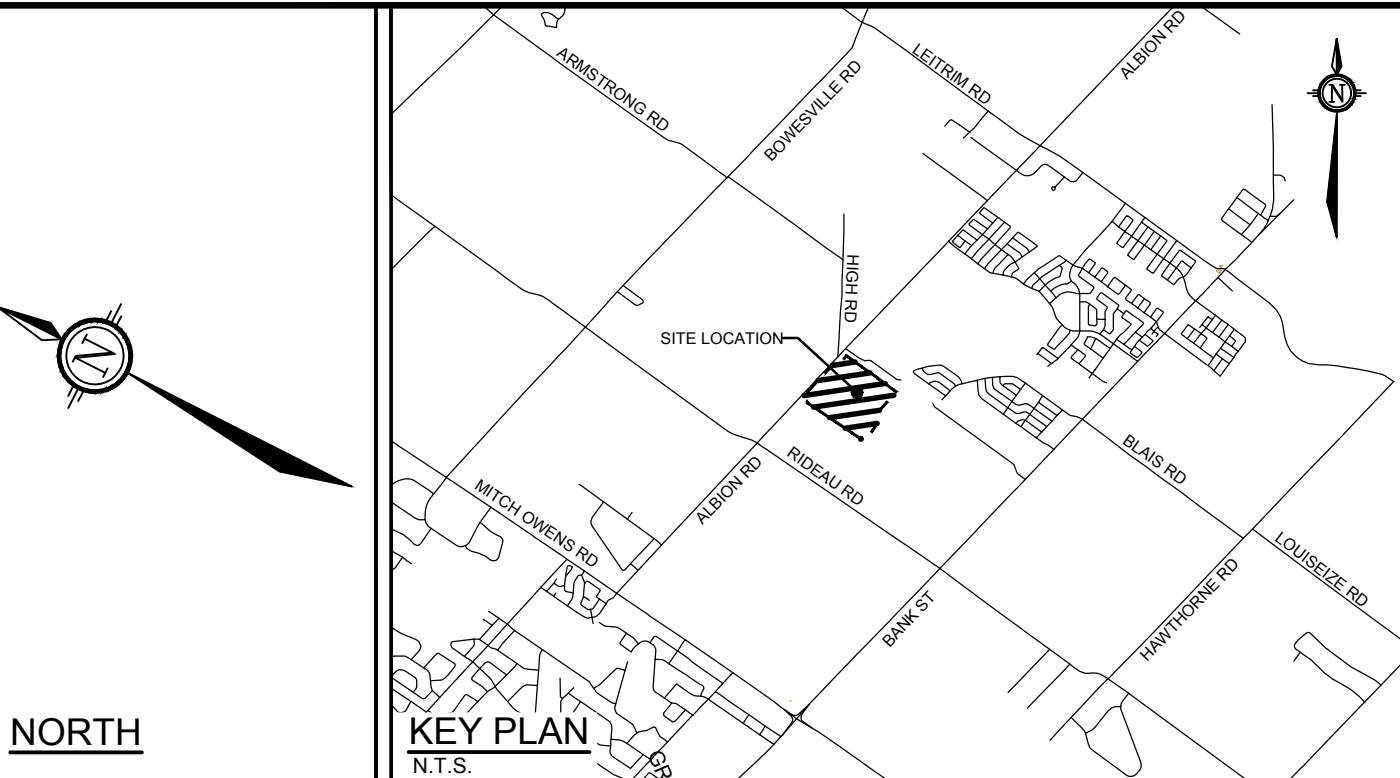 ARMSTRONG RD
BOWESVILLE RD
LEITRIM RD
ALBION RD
N
HIGH RD
SITE LOCATION
N
MITCH OWENS RD
ALBION RD
RIDEAU RD
BLAIS RD
LOUISEIZE RD
HAWTHORNE RD
BANK ST
NORTH
KEY PLAN
N.T.S.